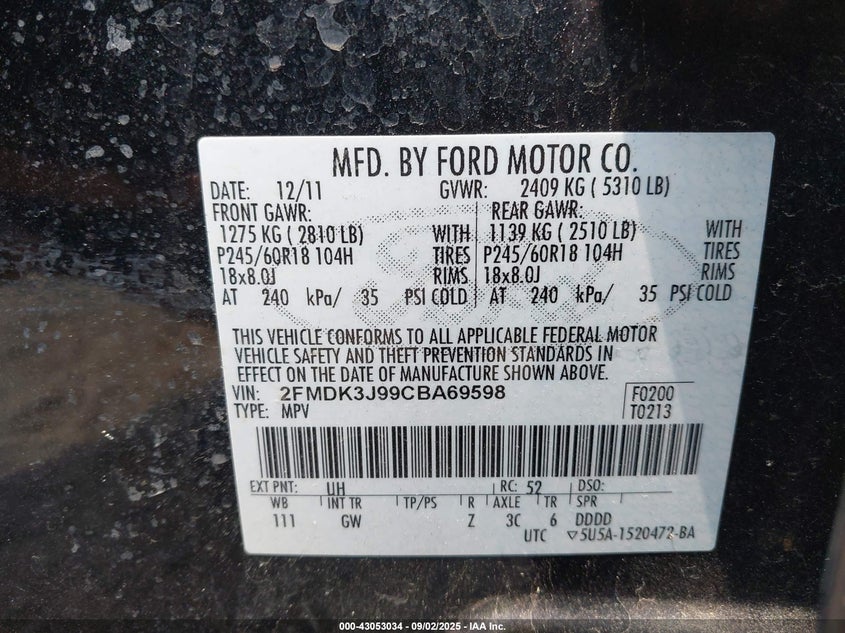 MFD. BY FORD MOTOR CO.
DATE: 12/11 GVWR: 2409 KG ( 5310 LB)
FRONT GAWR: REAR GAWR:
1275 KG ( 2810 LB) WITH 1139 KG ( 2510 LB) WITH
P245/60R18 104H TIRES P245/60R18 104H TIRES
18x8.0J RIMS 18x8.0J RIMS
AT 240 kPa/ 35 PSI COLD AT 240 kPa/ 35 PSI COLD
THIS VEHICLE CONFORMS TO ALL APPLICABLE FEDERAL MOTOR
VEHICLE SAFETY AND THEFT PREVENTION STANDARDS IN
EFFECT ON THE DATE OF MANUFACTURE SHOWN ABOVE.
VIN: 2FMDK3J99CBA69598 F0200
TYPE: MPV T0213
EXT PNT: UH RC: 52 DSO:
WB INT TR TP/PS R AXLE TR SPR
111 GW Z 3C 6 DDDD
UTC ▽5U5A-1520472-BA
000-43053034 - 09/02/2025 - IAA Inc.